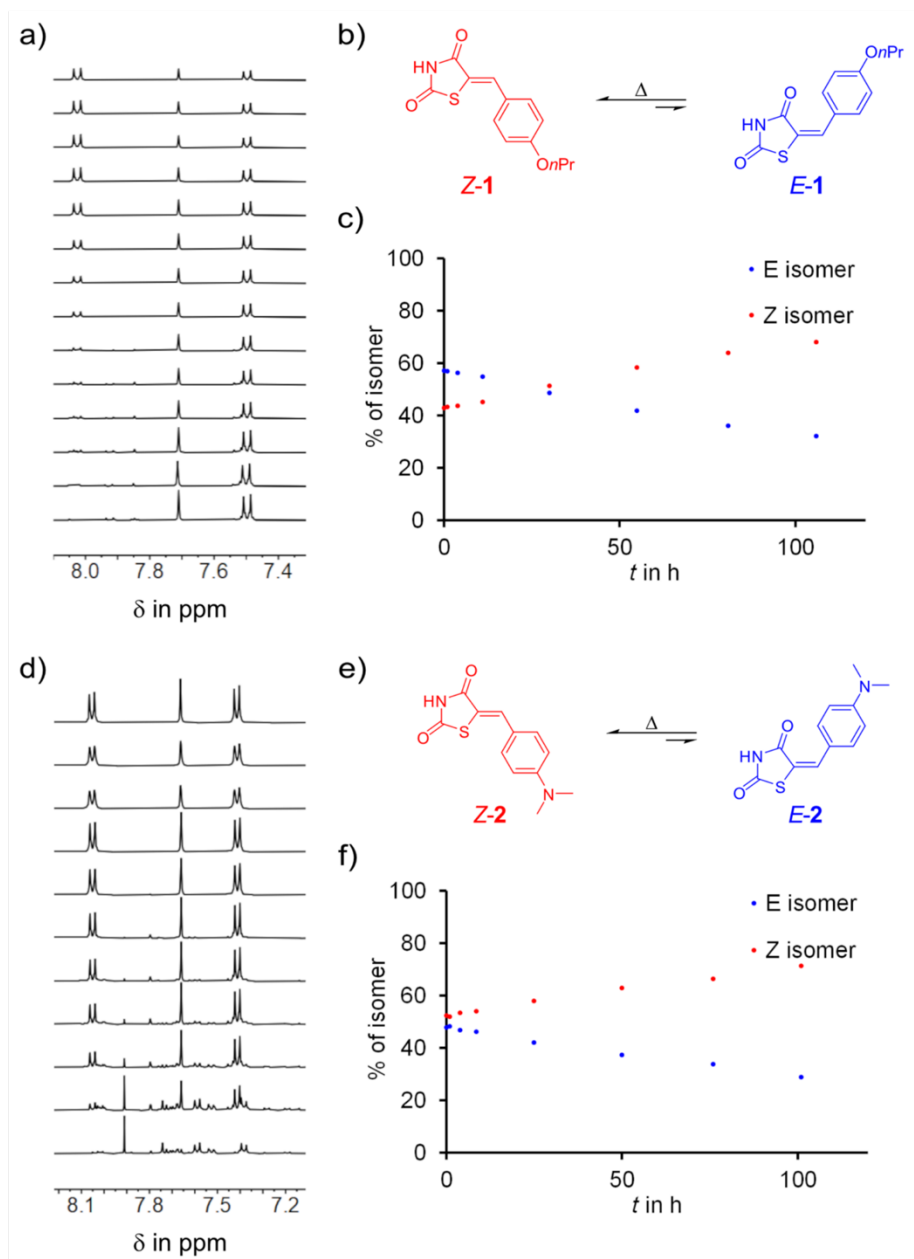 a)
8.0 7.8 7.6 7.4
δ in ppm
b)
O
HN
O
S
OnPr
Z-1
Δ
OnPr
O
HN
O
S
E-1
c)
100
80
60
40
20
0
% of isomer
E isomer
Z isomer
0 50 100
t in h
d)
8.1 7.8 7.5 7.2
δ in ppm
e)
O
HN
O
S
N
Z-2
Δ
N
O
HN
O
S
E-2
f)
100
80
60
40
20
0
% of isomer
E isomer
Z isomer
0 50 100
t in h